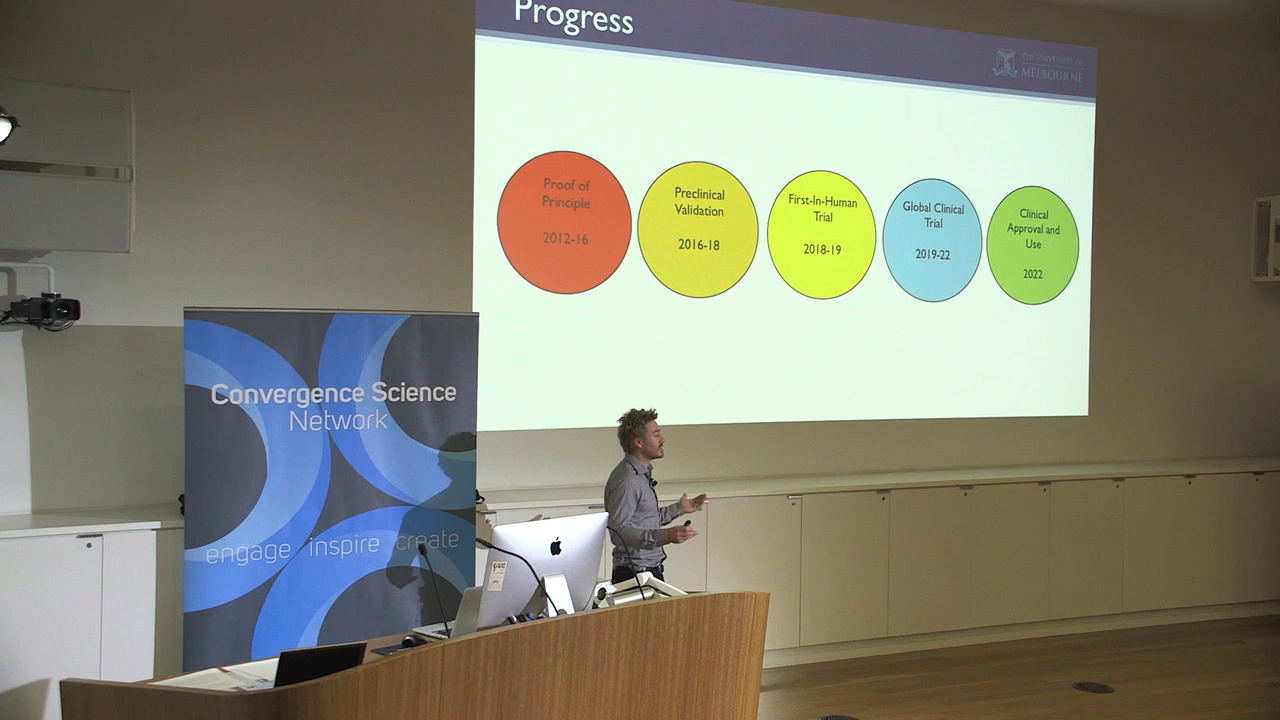 Progress
THE UNIVERSITY OF
MELBOURNE
Proof of
Principle
2012-16
Preclinical
Validation
2016-18
First-In-Human
Trial
2018-19
Global Clinical
Trial
2019-22
Clinical
Approval and
Use
2022
Convergence Science
Network
engage inspire create